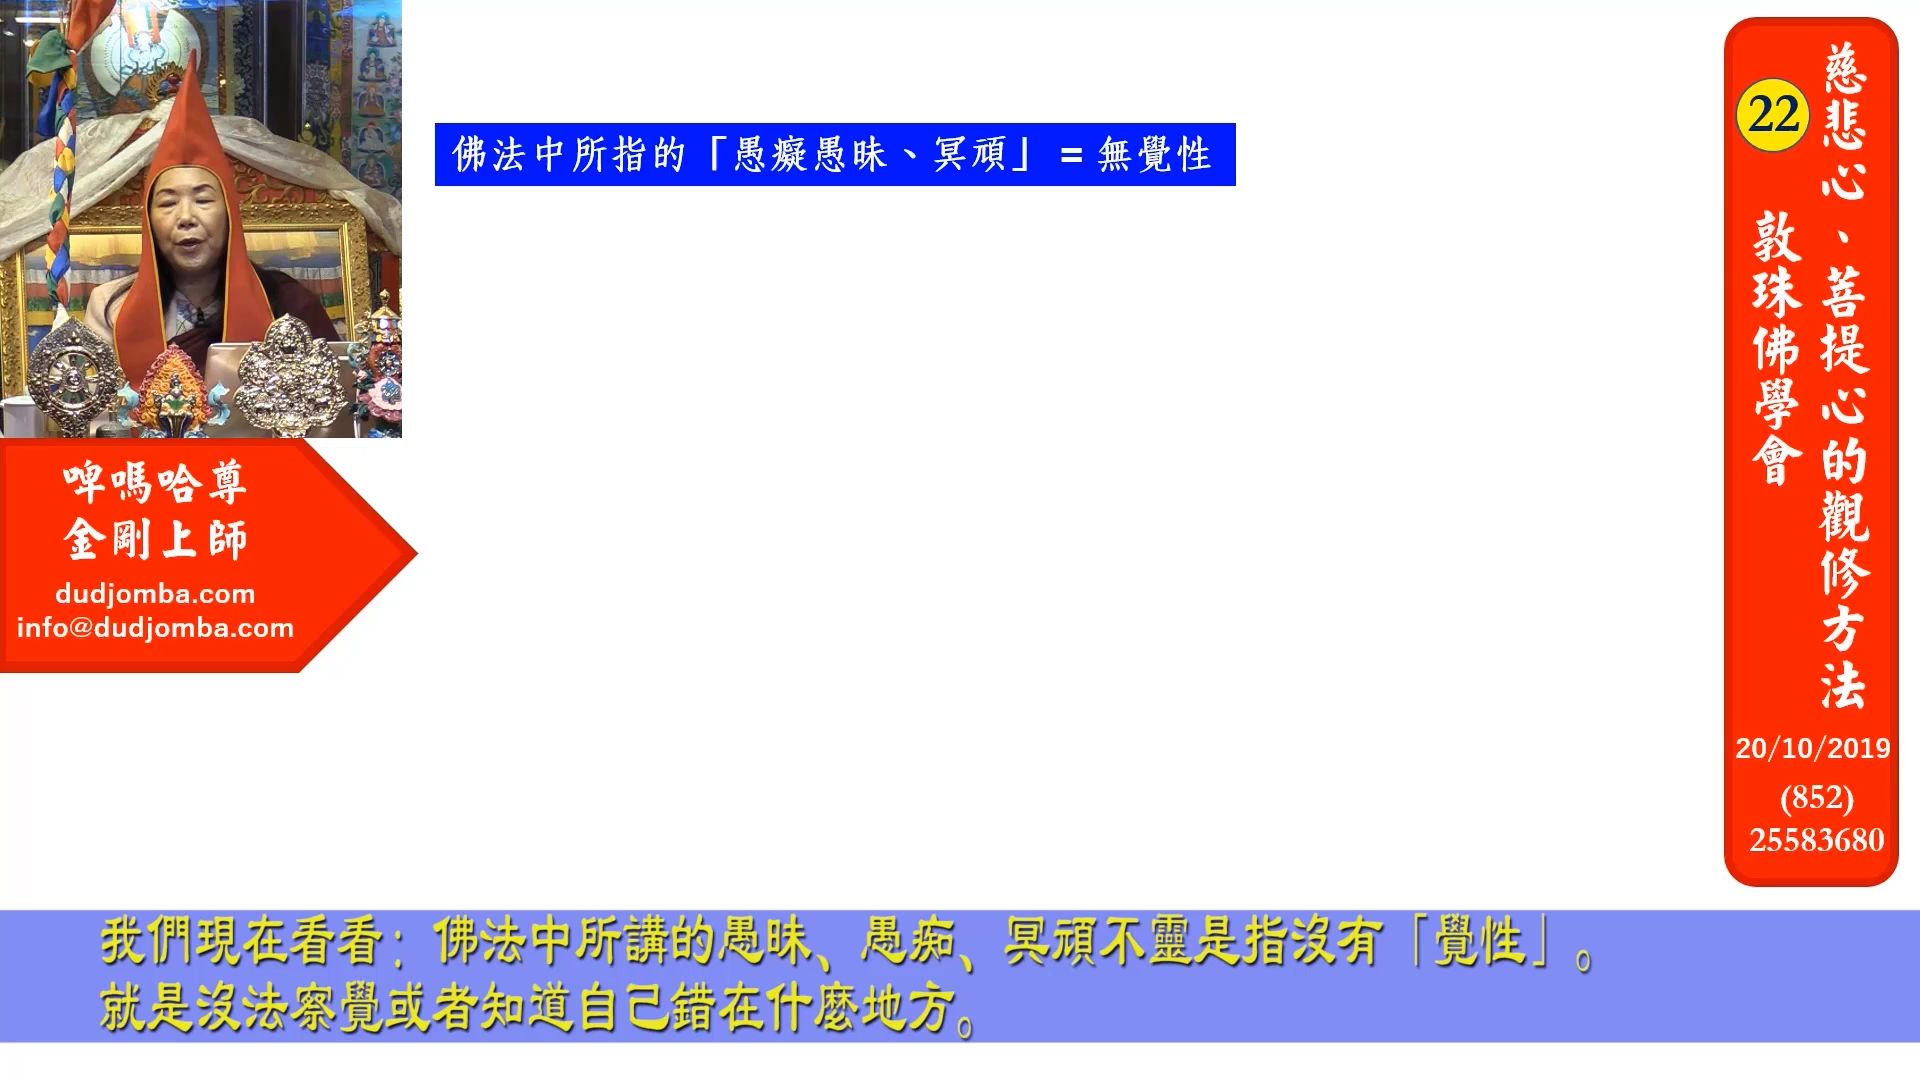 佛法中所指的「愚癡愚昧、冥頑」 = 無覺性
啤嗎哈尊
金剛上師
dudjomba.com
info@dudjomba.com
慈悲心、菩提心的觀修方法
22
敦珠佛學會
20/10/2019
(852)
25583680
我們現在看看：佛法中所講的愚昧、愚痴、冥頑不靈是指沒有「覺性」。
就是沒法察覺或者知道自己錯在什麼地方。